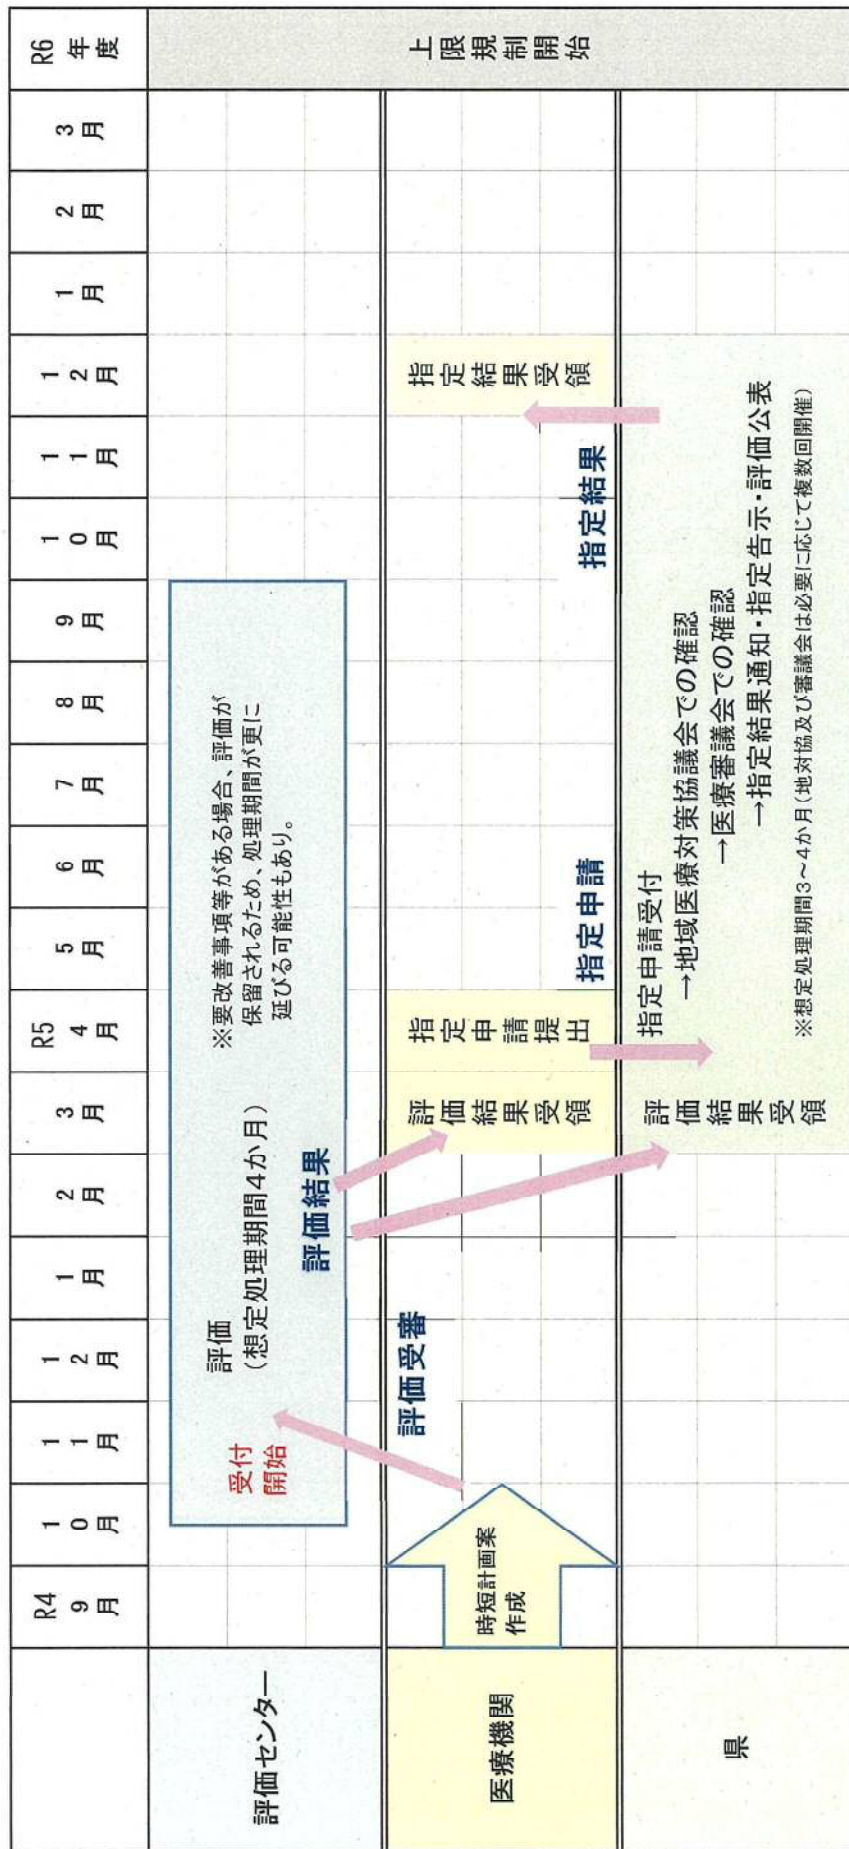 R4
9月
10月
11月
12月
1月
2月
3月
R5
4月
5月
6月
7月
8月
9月
10月
11月
12月
1月
2月
3月
R6
年度
評価センター
受付
開始
評価
(想定処理期間4か月)
※要改善事項等がある場合、評価が
保留されるため、処理期間が更に
延びる可能性もあり。
評価結果
医療機関
時短計画案
作成
評価受審
評価結果受領
指定申請提出
指定申請
指定結果
指定結果受領
県
評価結果受領
指定申請受付
→地域医療対策協議会での確認
→医療審議会での確認
→指定結果通知・指定告示・評価公表
※想定処理期間3~4か月(地対協及び審議会は必要に応じて複数回開催)
上限規制開始